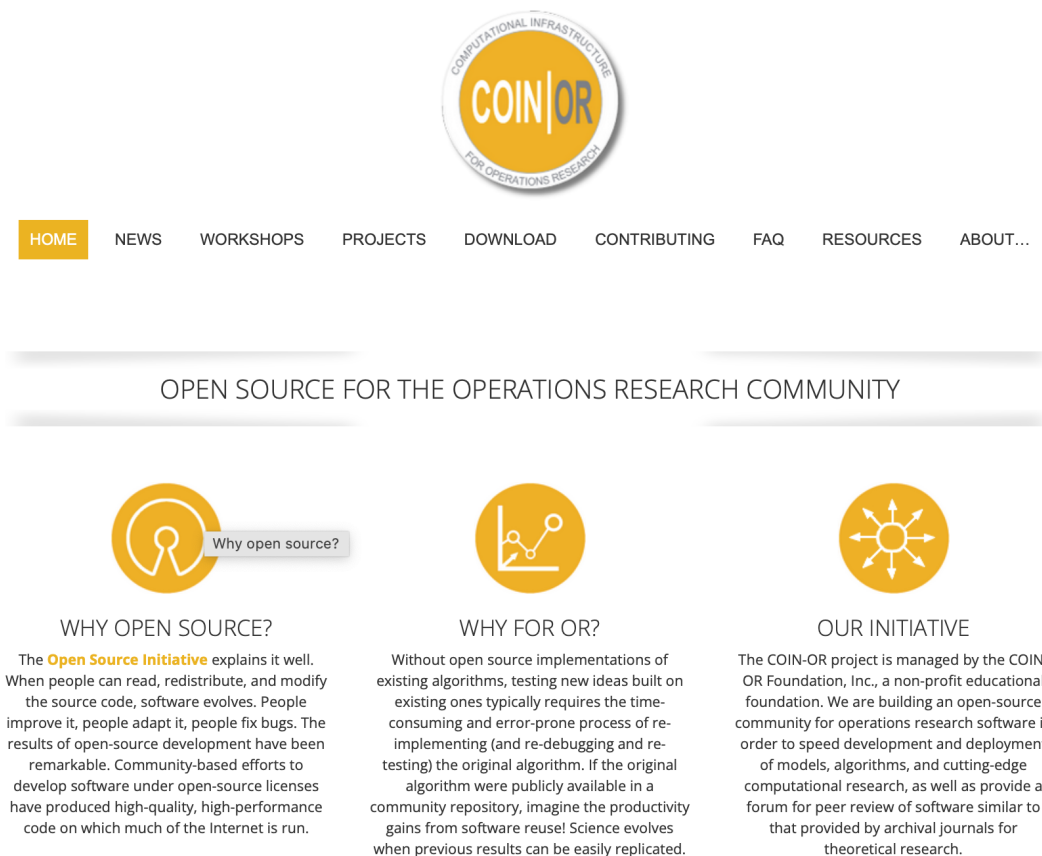 COMPUTATIONAL INFRASTRUCTURE
COIN|OR
FOR OPERATIONS RESEARCH
HOME NEWS WORKSHOPS PROJECTS DOWNLOAD CONTRIBUTING FAQ RESOURCES ABOUT...
OPEN SOURCE FOR THE OPERATIONS RESEARCH COMMUNITY
Why open source?
WHY OPEN SOURCE?
The Open Source Initiative explains it well.
When people can read, redistribute, and modify
the source code, software evolves. People
improve it, people adapt it, people fix bugs. The
results of open-source development have been
remarkable. Community-based efforts to
develop software under open-source licenses
have produced high-quality, high-performance
code on which much of the Internet is run.
WHY FOR OR?
Without open source implementations of
existing algorithms, testing new ideas built on
existing ones typically requires the time-
consuming and error-prone process of re-
implementing (and re-debugging and re-
testing) the original algorithm. If the original
algorithm were publicly available in a
community repository, imagine the productivity
gains from software reuse! Science evolves
when previous results can be easily replicated.
OUR INITIATIVE
The COIN-OR project is managed by the COIN
OR Foundation, Inc., a non-profit educational
foundation. We are building an open-source
community for operations research software i
order to speed development and deploymen
of models, algorithms, and cutting-edge
computational research, as well as provide a
forum for peer review of software similar to
that provided by archival journals for
theoretical research.